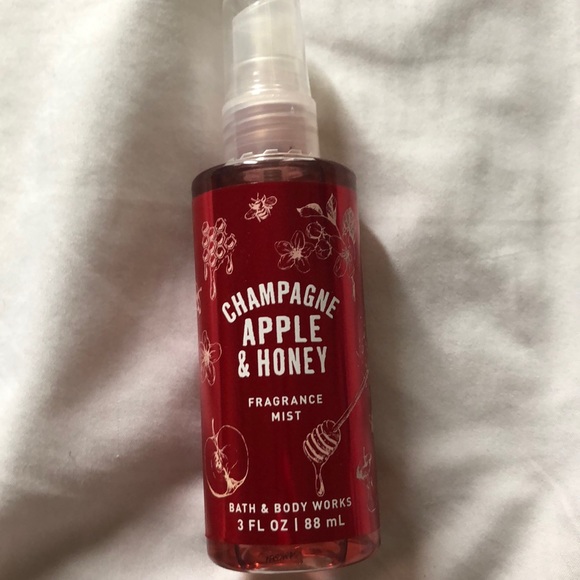 CHAMPAGNE
APPLE
& HONEY
FRAGRANCE
MIST
BATH & BODY WORKS
3 FL OZ | 88 mL